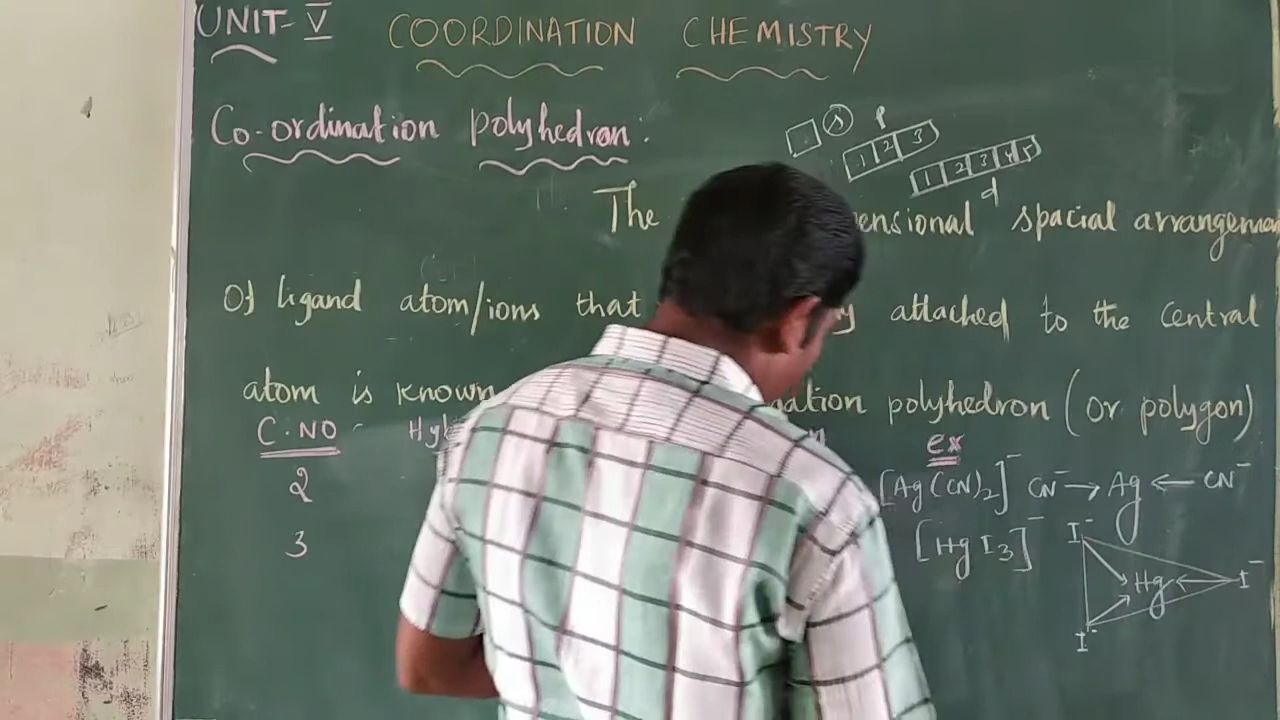 UNIT-V COORDINATION CHEMISTRY
Co-ordination polyhedron:
s p
1 2 3
1 2 3 4 5
d
The ensional spacial arrangemen
Of ligand atom/ions that y attached to the central
atom is known nation polyhedron (Or polygon)
C.NO Hyb n ex
2 [Ag(CN)2]⁻ CN⁻ → Ag ← CN⁻
3 [HgI3]⁻ I⁻
Hg ← I⁻
I⁻